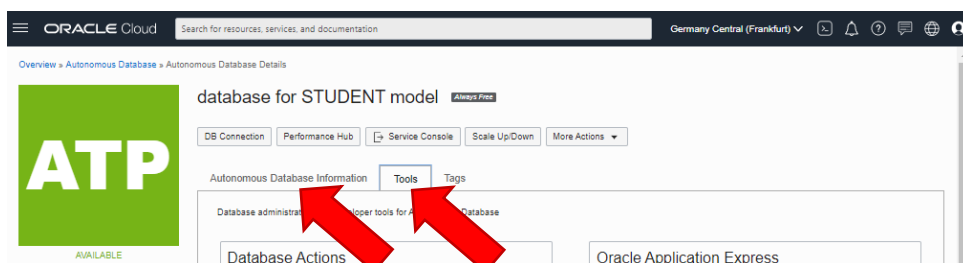 ORACLE Cloud
Search for resources, services, and documentation
Germany Central (Frankfurt)
Overview » Autonomous Database » Autonomous Database Details
ATP
AVAILABLE
database for STUDENT model Always Free
DB Connection Performance Hub Service Console Scale Up/Down More Actions
Autonomous Database Information Tools Tags
Database tools for Database
Database Actions
Oracle Application Express